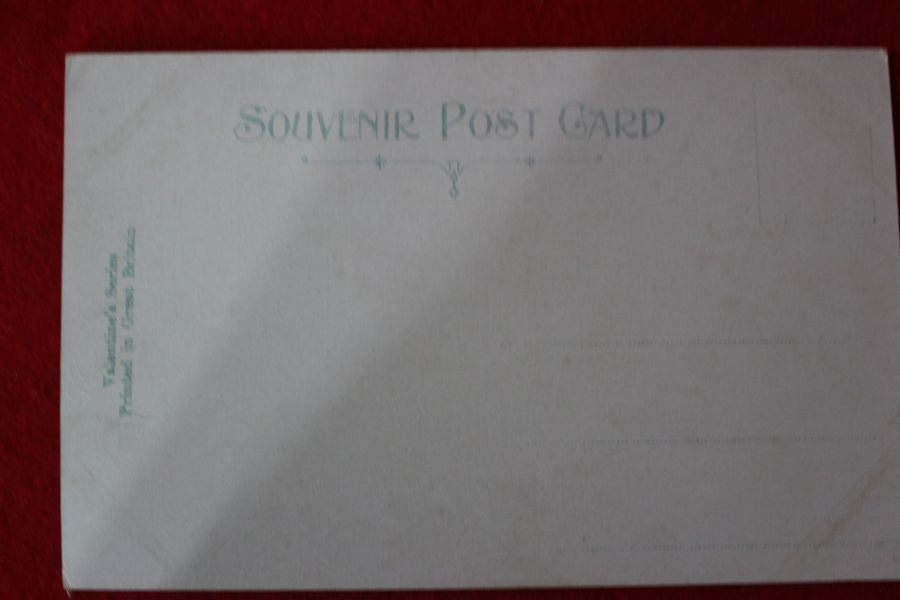 SOUVENIR POST CARD
Valentine's Series
Printed in Great Britain